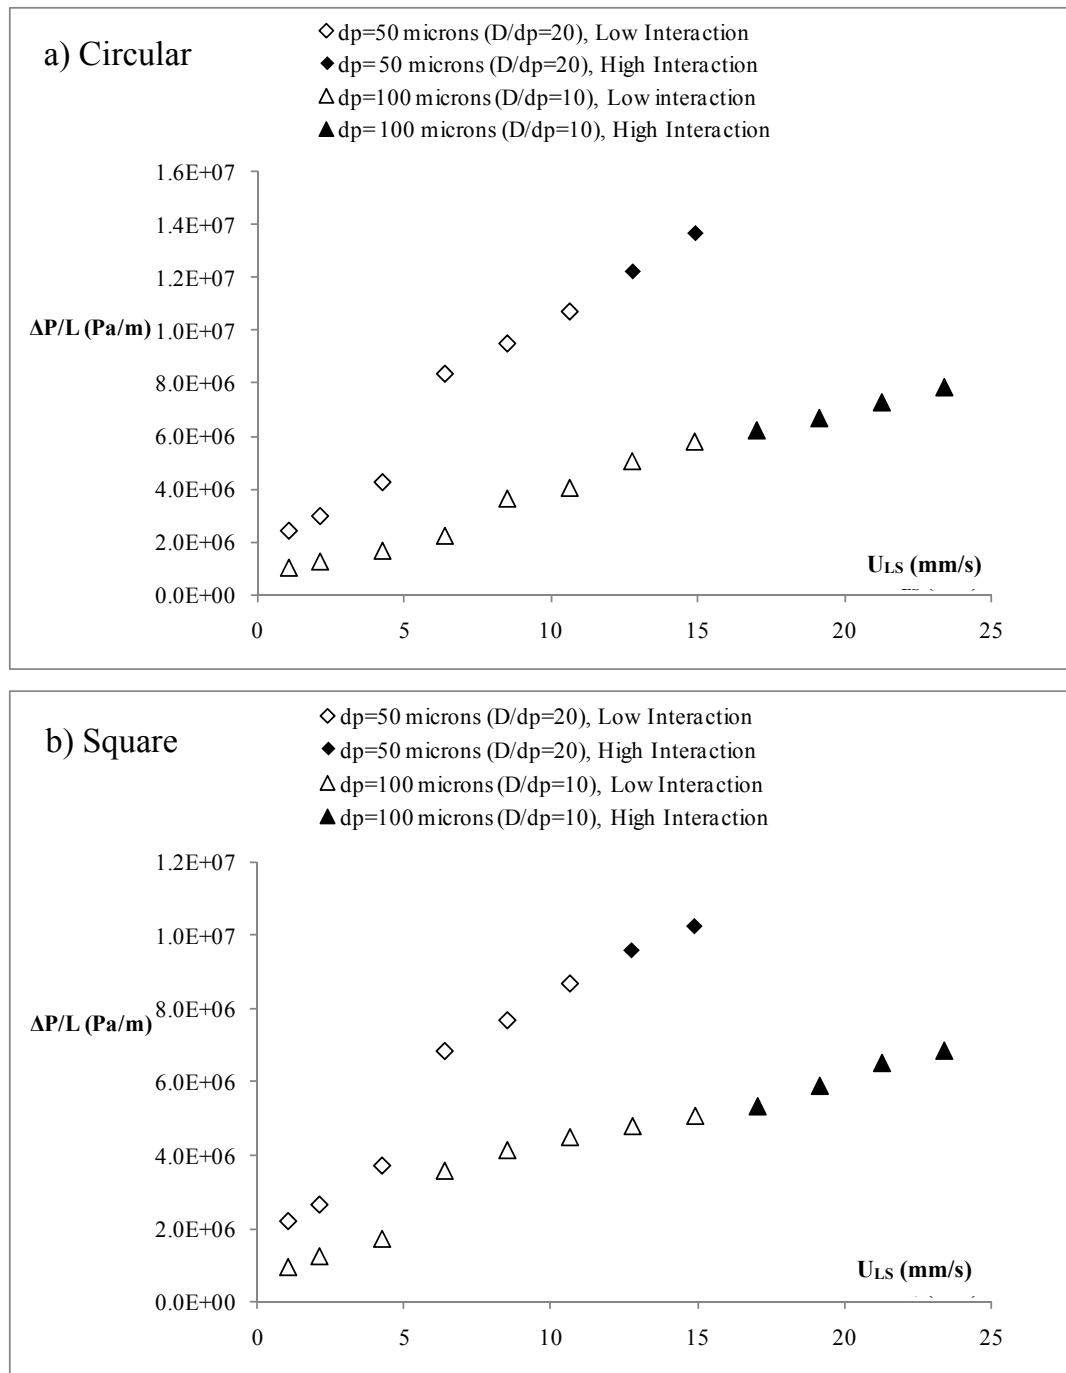 a) Circular
dp=50 microns (D/dp=20), Low Interaction
dp=50 microns (D/dp=20), High Interaction
dp=100 microns (D/dp=10), Low interaction
dp=100 microns (D/dp=10), High Interaction
1.6E+07
1.4E+07
1.2E+07
ΔP/L (Pa/m)
1.0E+07
8.0E+06
6.0E+06
4.0E+06
2.0E+06
ULS (mm/s)
0.0E+00
0 5 10 15 20 25
b) Square
dp=50 microns (D/dp=20), Low Interaction
dp=50 microns (D/dp=20), High Interaction
dp=100 microns (D/dp=10), Low Interaction
dp=100 microns (D/dp=10), High Interaction
1.2E+07
1.0E+07
ΔP/L (Pa/m)
8.0E+06
6.0E+06
4.0E+06
2.0E+06
ULS (mm/s)
0.0E+00
0 5 10 15 20 25